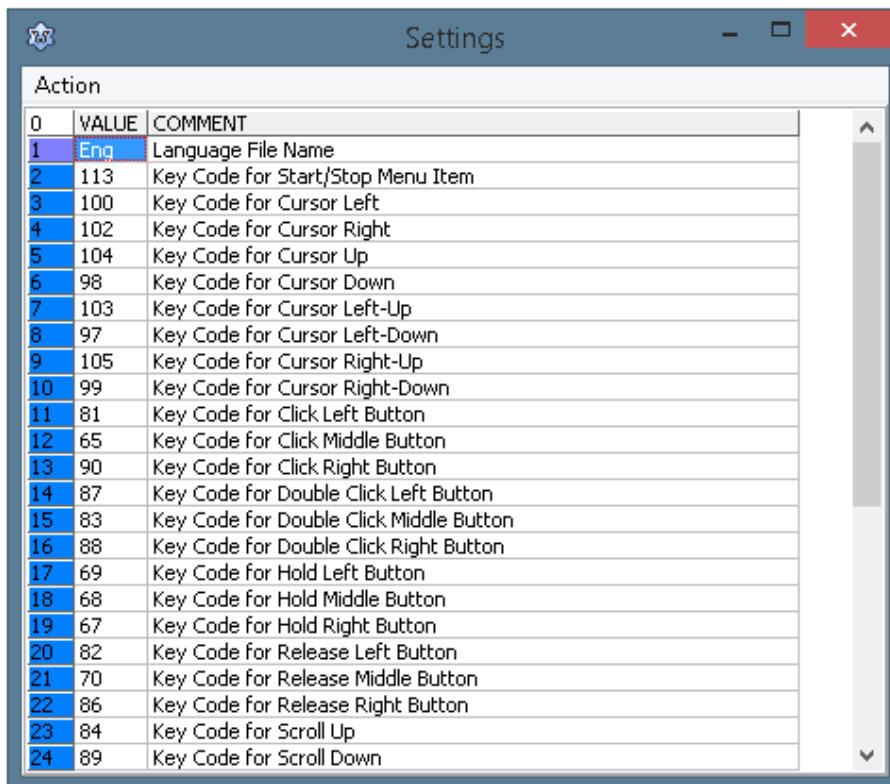 Settings
Action
0 VALUE COMMENT
1 Eng Language File Name
2 113 Key Code for Start/Stop Menu Item
3 100 Key Code for Cursor Left
4 102 Key Code for Cursor Right
5 104 Key Code for Cursor Up
6 98 Key Code for Cursor Down
7 103 Key Code for Cursor Left-Up
8 97 Key Code for Cursor Left-Down
9 105 Key Code for Cursor Right-Up
10 99 Key Code for Cursor Right-Down
11 81 Key Code for Click Left Button
12 65 Key Code for Click Middle Button
13 90 Key Code for Click Right Button
14 87 Key Code for Double Click Left Button
15 83 Key Code for Double Click Middle Button
16 88 Key Code for Double Click Right Button
17 69 Key Code for Hold Left Button
18 68 Key Code for Hold Middle Button
19 67 Key Code for Hold Right Button
20 82 Key Code for Release Left Button
21 70 Key Code for Release Middle Button
22 86 Key Code for Release Right Button
23 84 Key Code for Scroll Up
24 89 Key Code for Scroll Down